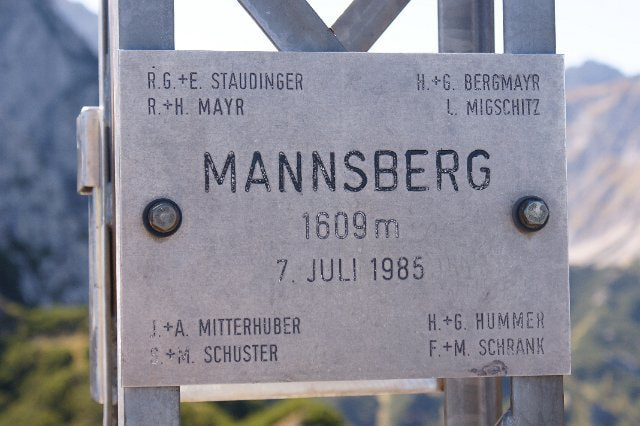 R.G.+E. STAUDINGER
R.+H. MAYR
H.+G. BERGMAYR
L. MIGSCHITZ
MANNSBERG
1609 m
7. JULI 1985
J.+A. MITTERHUBER
S.+M. SCHUSTER
H.+G. HUMMER
F.+M. SCHRANK